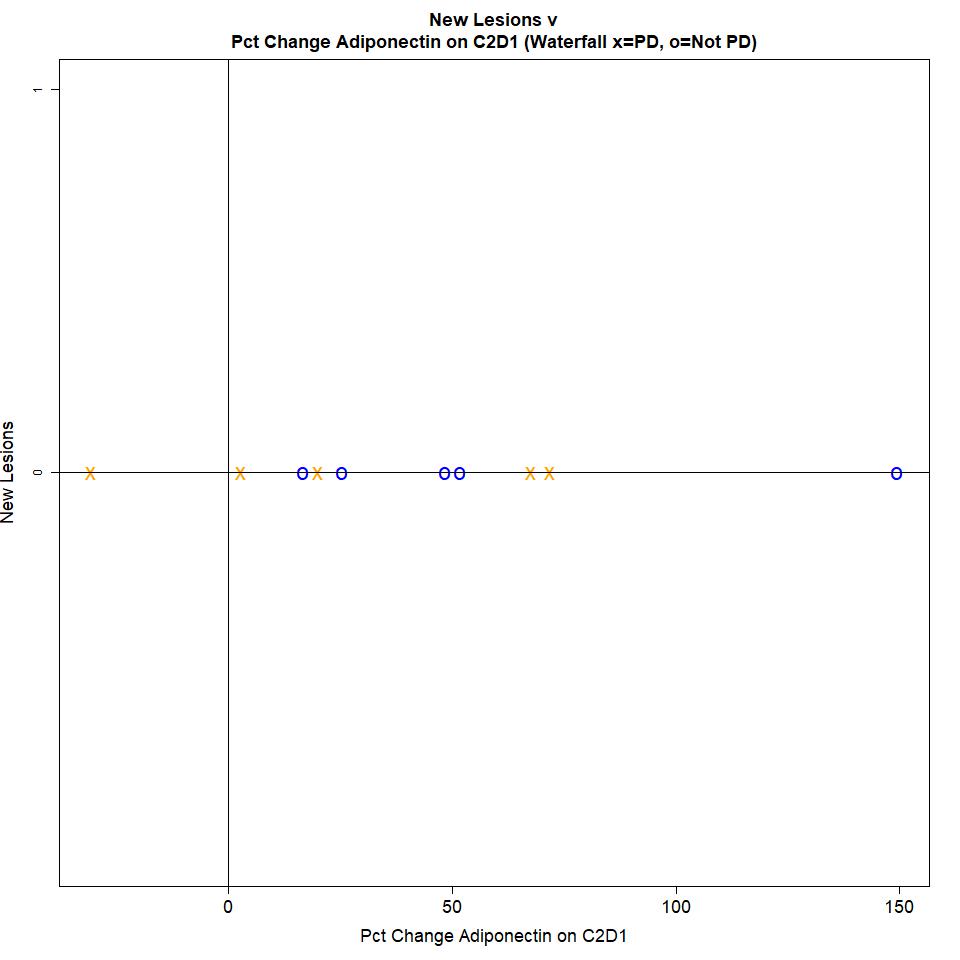 New Lesions v
Pct Change Adiponectin on C2D1 (Waterfall x=PD, o=Not PD)
1
New Lesions
0
x x o x o o o x x o
0 50 100 150
Pct Change Adiponectin on C2D1